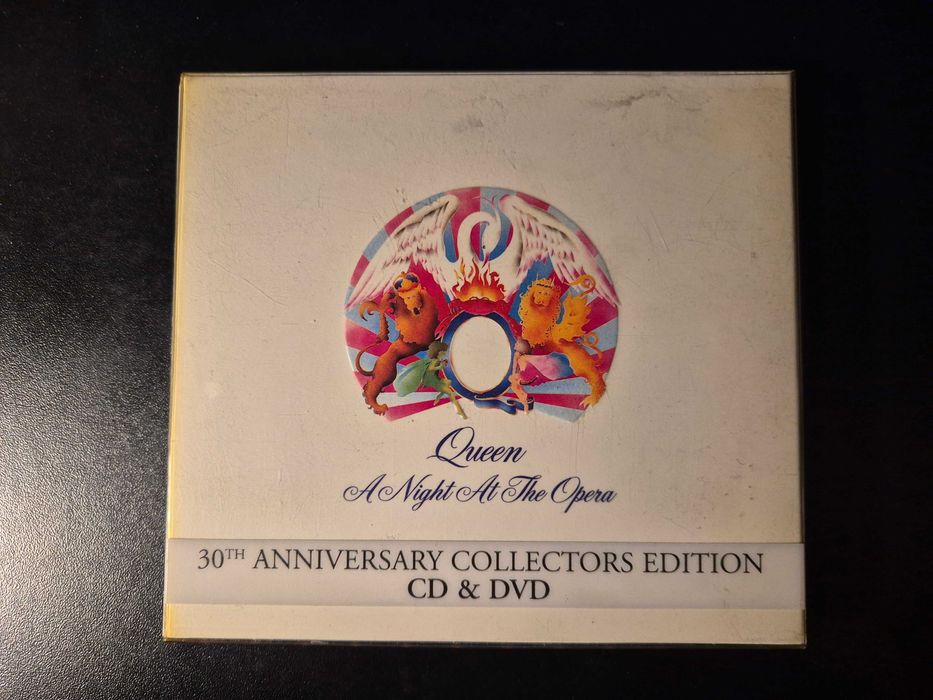 Queen
A Night At The Opera
30TH ANNIVERSARY COLLECTORS EDITION
CD & DVD